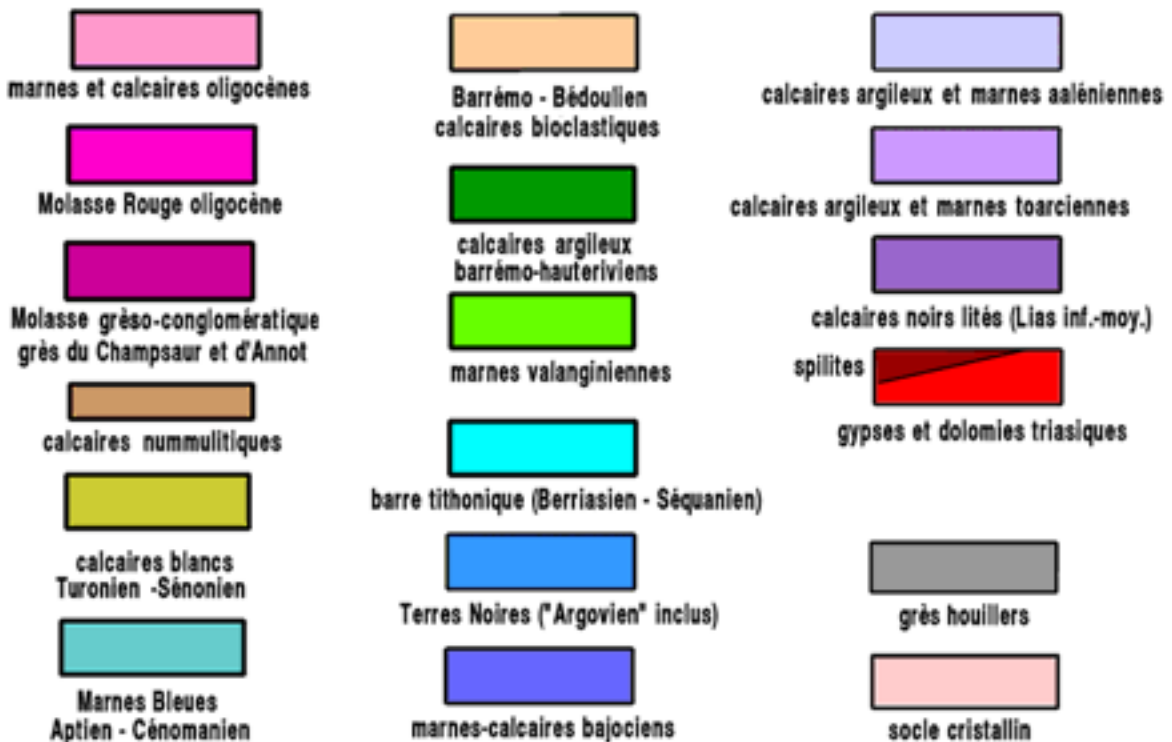 marnes et calcaires oligocènes
Molasse Rouge oligocène
Molasse grèso-conglomératique
grès du Champsaur et d'Annot
calcaires nummulitiques
calcaires blancs
Turonien -Sénonien
Marnes Bleues
Aptien - Cénomanien
Barrémo - Bédoulien
calcaires bioclastiques
calcaires argileux
barrémo-hauteriviens
marnes valanginiennes
barre tithonique (Berriasien - Séquanien)
Terres Noires ("Argovien" inclus)
marnes-calcaires bajociens
calcaires argileux et marnes aaléniennes
calcaires argileux et marnes toarciennes
calcaires noirs lités (Lias inf.-moy.)
spilites
gypses et dolomies triasiques
grès houillers
socle cristallin